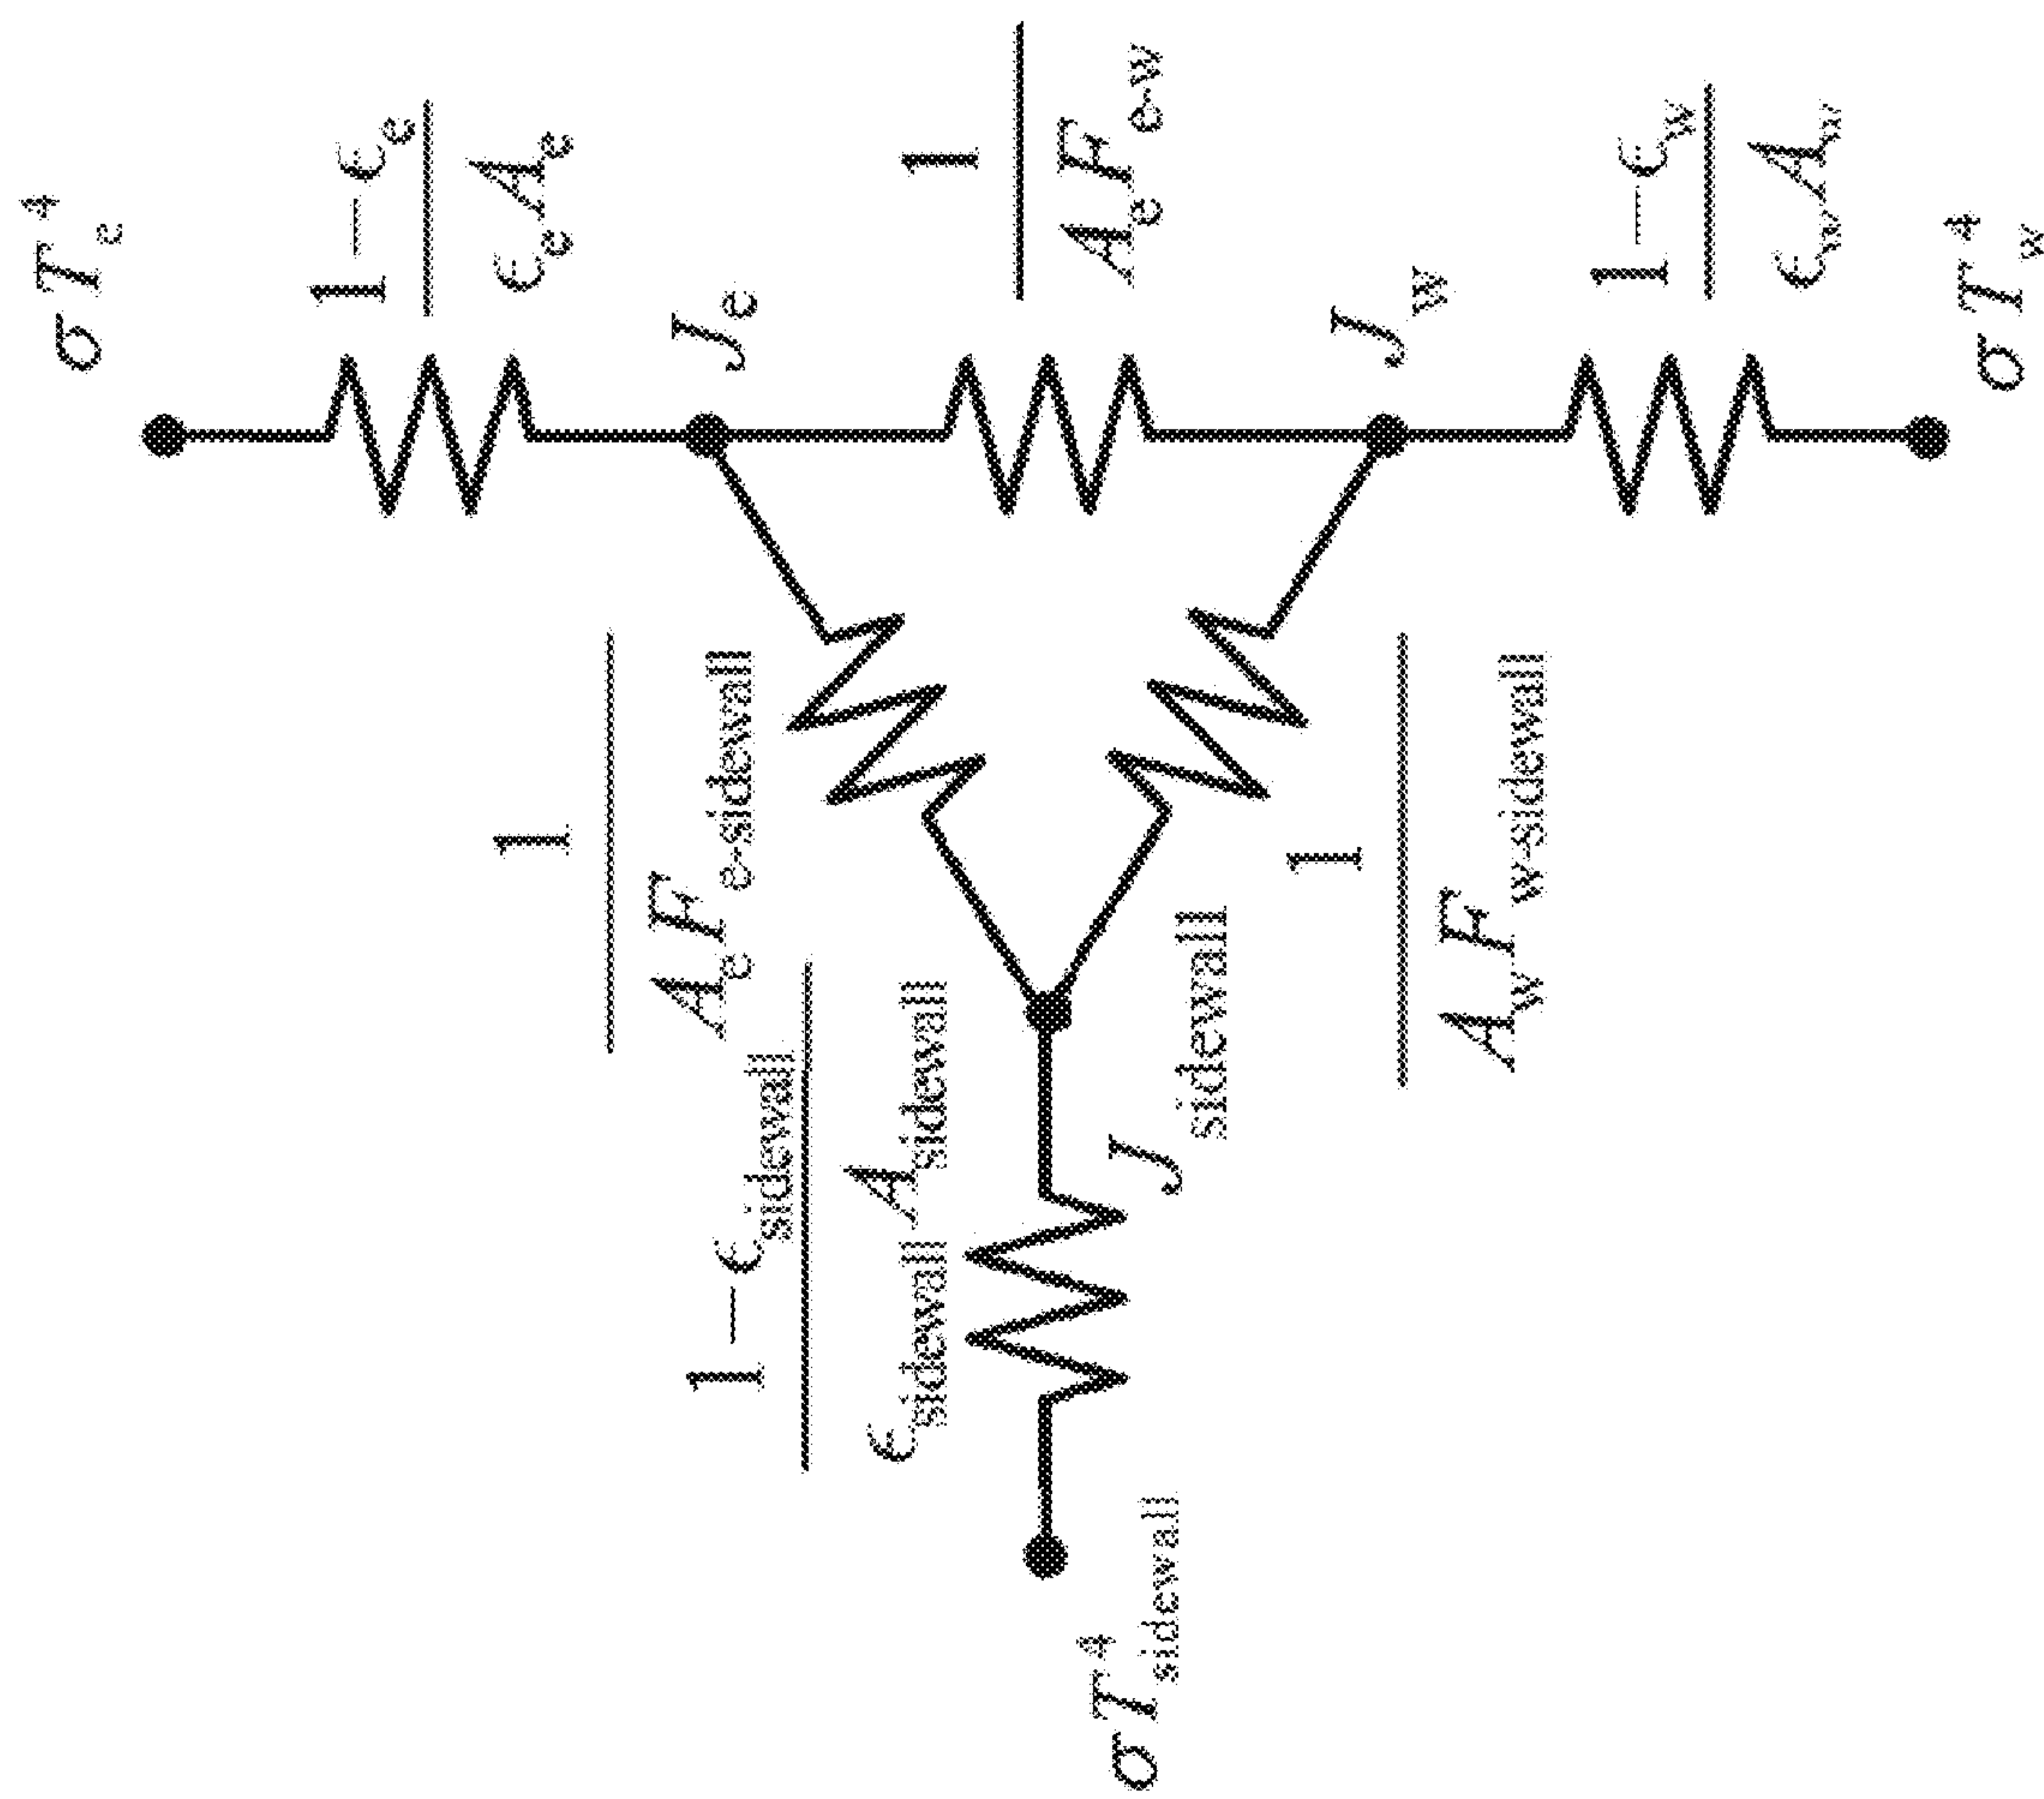 σT_e^4
1−ϵ_e
ϵ_e A_e
J_e
1
A_e F_e-w
J_w
1−ϵ_w
ϵ_w A_w
σT_w^4
1
A_e F_e-sidewall
1
A_w F_w-sidewall
J_sidewall
1−ϵ_sidewall
ϵ_sidewall A_sidewall
σT_sidewall^4